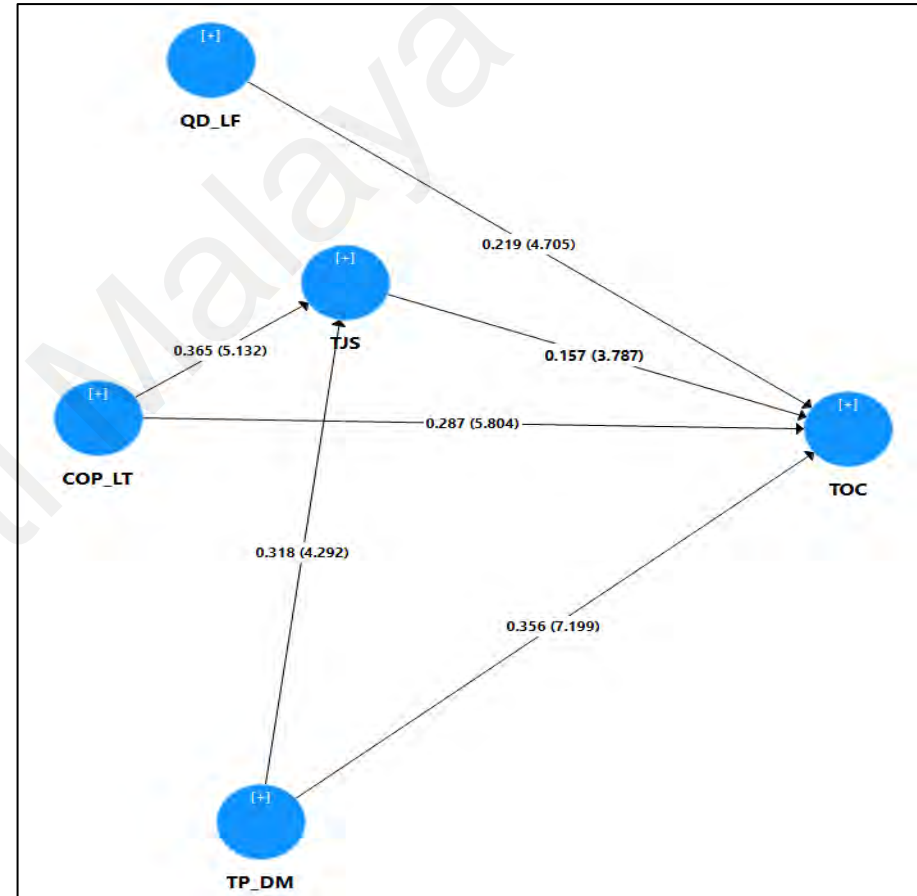 [+]
QD_LF
0.219 (4.705)
[+]
TJS
0.365 (5.132)
0.157 (3.787)
[+]
COP_LT
0.287 (5.804)
[+]
TOC
0.318 (4.292)
0.356 (7.199)
[+]
TP_DM
Malaya